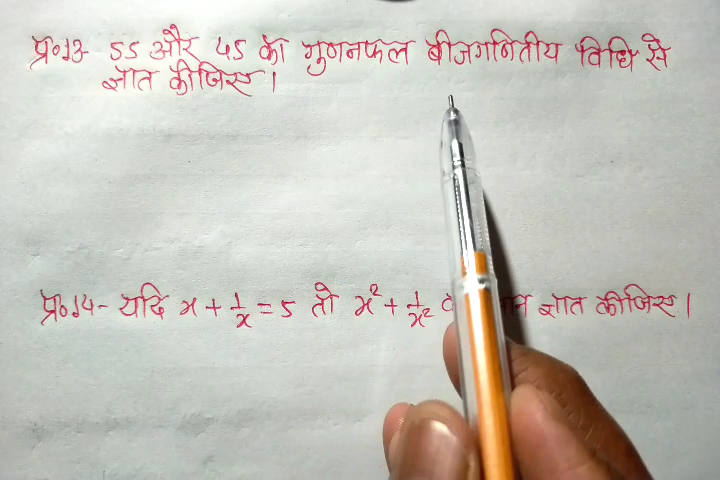 प्र०13- 55 और 45 का गुणनफल बीजगणितीय विधि से
ज्ञात कीजिए।
प्र०14- यदि x + 1/x = 5 तो x² + 1/x² ज्ञात कीजिए।